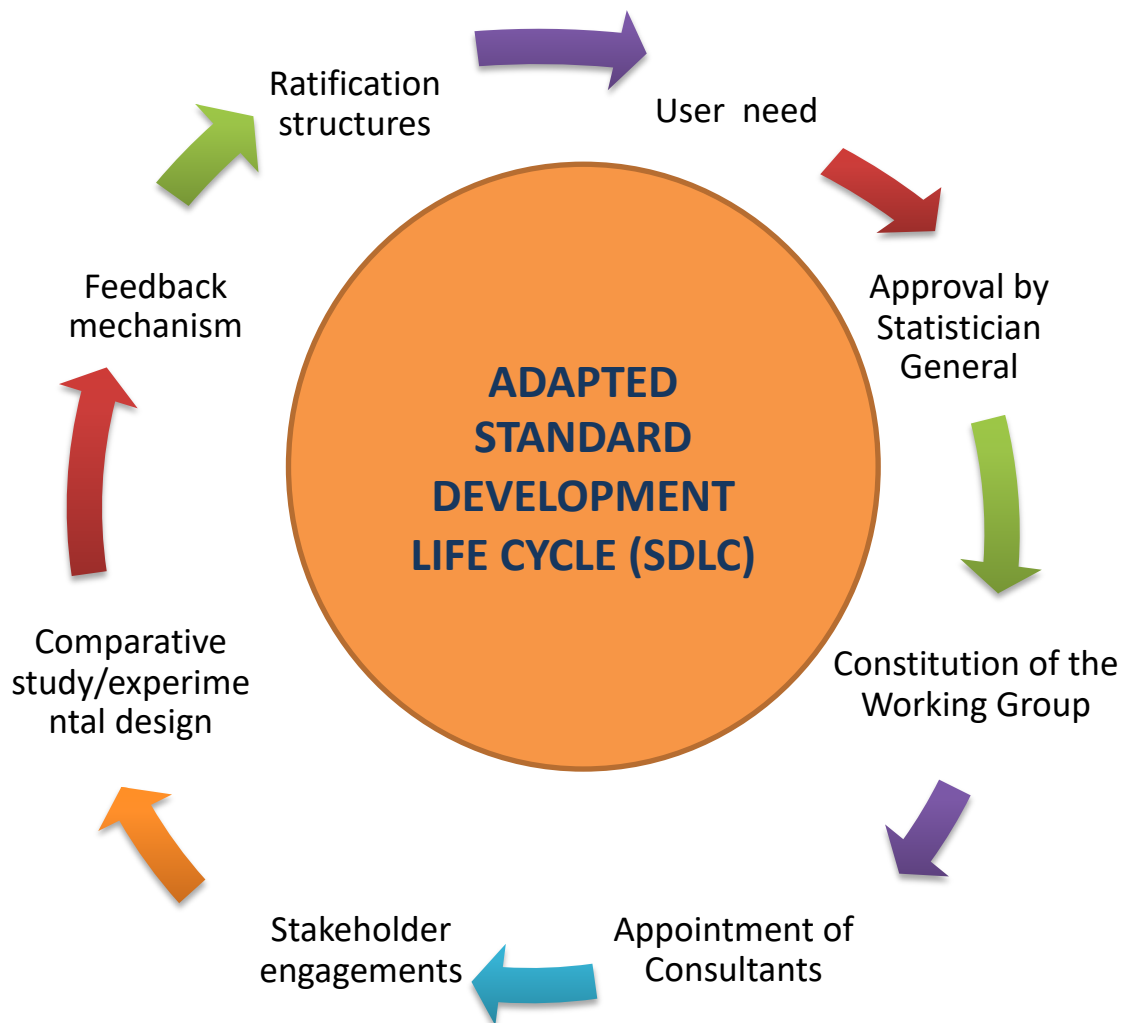 Ratification
structures
User  need
Approval by
Statistician
General
Constitution of the
Working Group
Appointment of
Consultants
Stakeholder
engagements
Comparative
study/experime
ntal design
Feedback
mechanism
ADAPTED
STANDARD
DEVELOPMENT
LIFE CYCLE (SDLC)